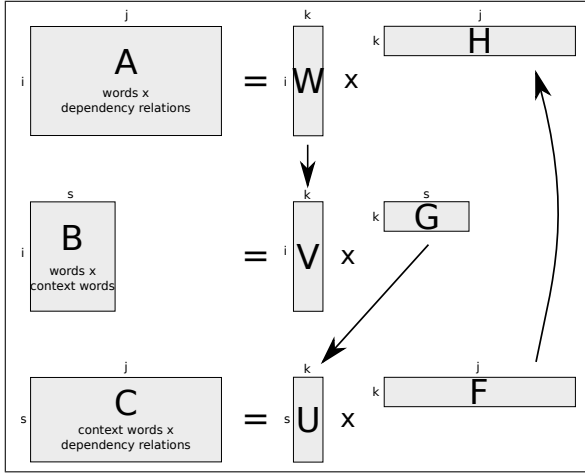 j k j
A = W x H
i i k
words x
dependency relations
s k s
B = V x G
i i k
words x
context words
j k j
C = U x F
s s k
context words x
dependency relations